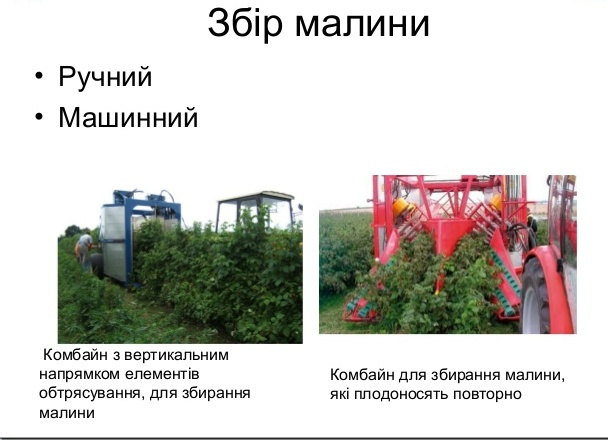 Збір малини
• Ручний
• Машинний
Комбайн з вертикальним
напрямком елементів
обтрясування, для збирання
малини
Комбайн для збирання малини,
які плодоносять повторно